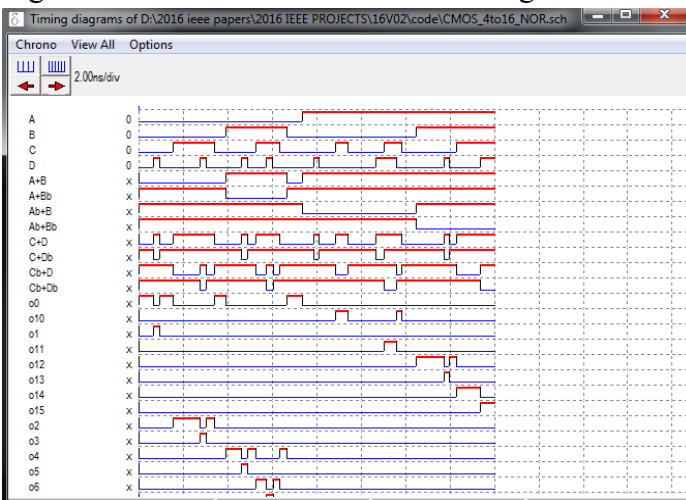 Timing diagrams of D:\2016 ieee papers\2016 IEEE PROJECTS\16V02\code\CMOS_4to16_NOR.sch
Chrono View All Options
2.00ns/div
A 0
B 0
C 0
D 0
A+B x
A+Bb x
Ab+B x
Ab+Bb x
C+D x
C+Db x
Cb+D x
Cb+Db x
o0 x
o10 x
o1 x
o11 x
o12 x
o13 x
o14 x
o15 x
o2 x
o3 x
o4 x
o5 x
o6 x